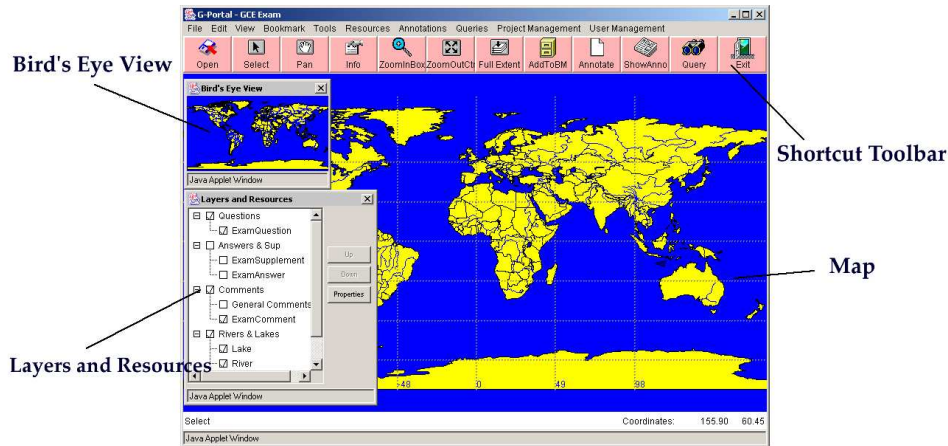 G-Portal - GCE Exam
File Edit View Bookmark Tools Resources Annotations Queries Project Management User Management
Open Select Pan Info ZoomInBox ZoomOutCtr Full Extent AddToBM Annotate ShowAnno Query Exit
Bird's Eye View
Bird's Eye View
Java Applet Window
Shortcut Toolbar
Layers and Resources
Questions
ExamQuestion
Answers & Sup
ExamSupplement
ExamAnswer
Comments
General Comments
ExamComment
Rivers & Lakes
Lake
River
Up
Down
Properties
Java Applet Window
Map
Layers and Resources
-48 0 49 98
Select Coordinates: 155.90 60.45
Java Applet Window